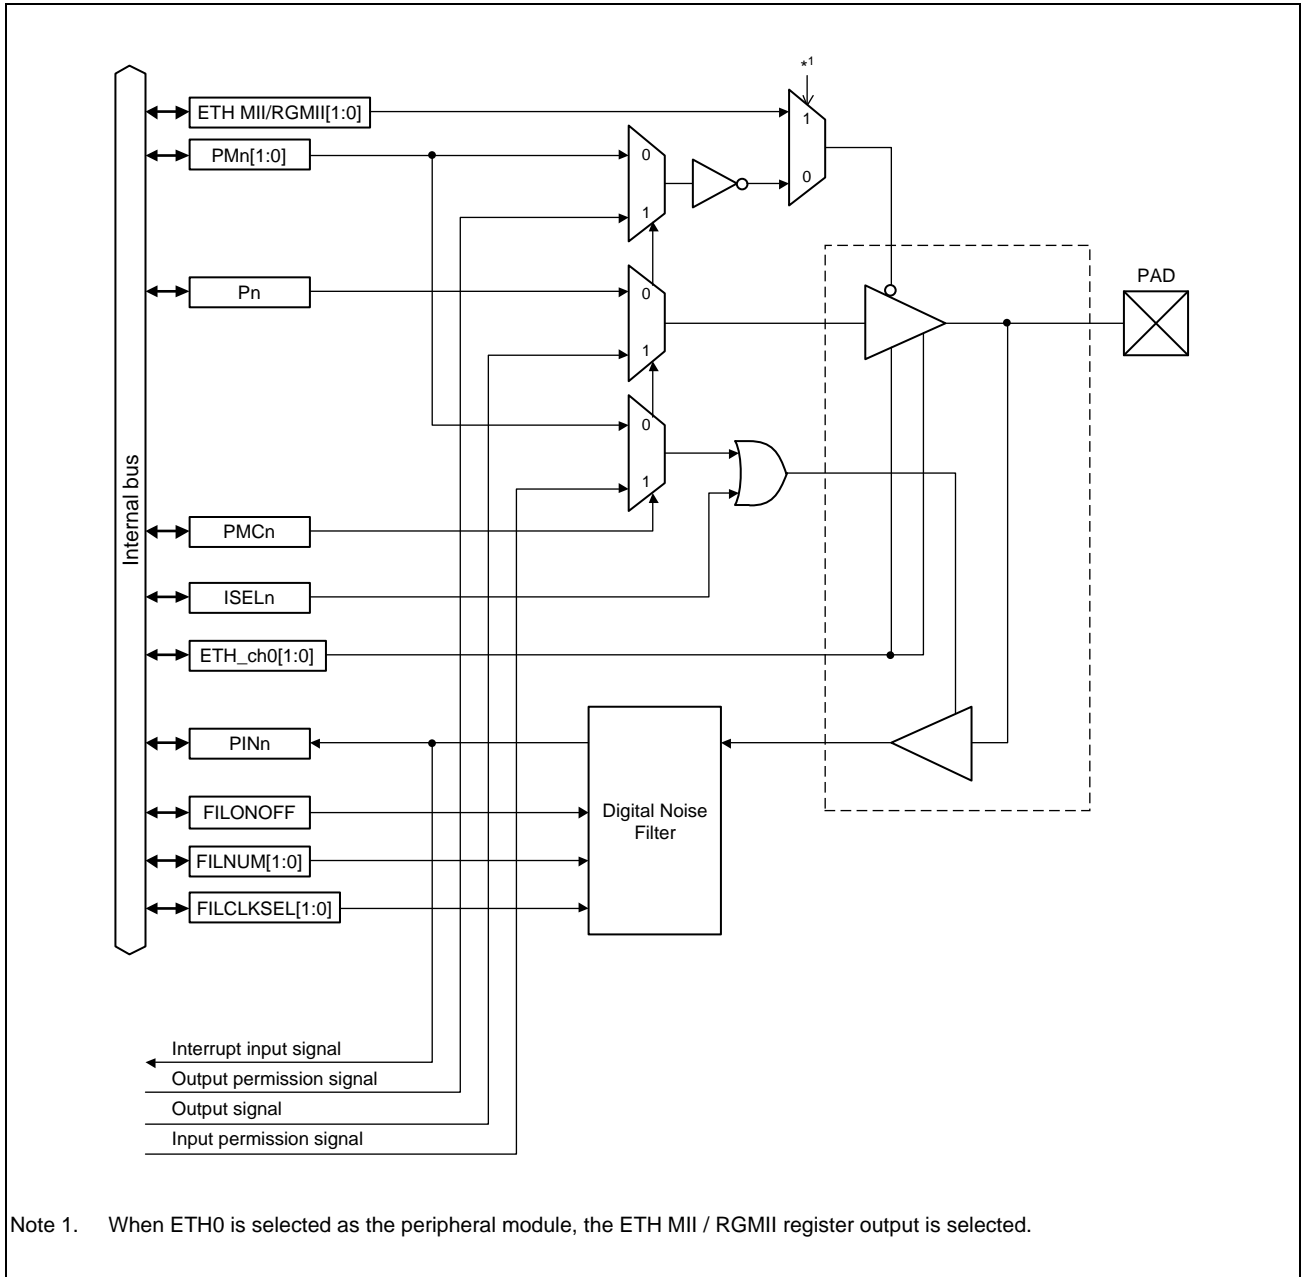 *1
ETH MII/RGMII[1:0]
1
PMn[1:0]
0
0
1
PAD
Pn
0
1
0
Internal bus
1
PMCn
ISELn
ETH_ch0[1:0]
PINn
FILONOFF
Digital Noise
Filter
FILNUM[1:0]
FILCLKSEL[1:0]
Interrupt input signal
Output permission signal
Output signal
Input permission signal
Note 1. When ETH0 is selected as the peripheral module, the ETH MII / RGMII register output is selected.